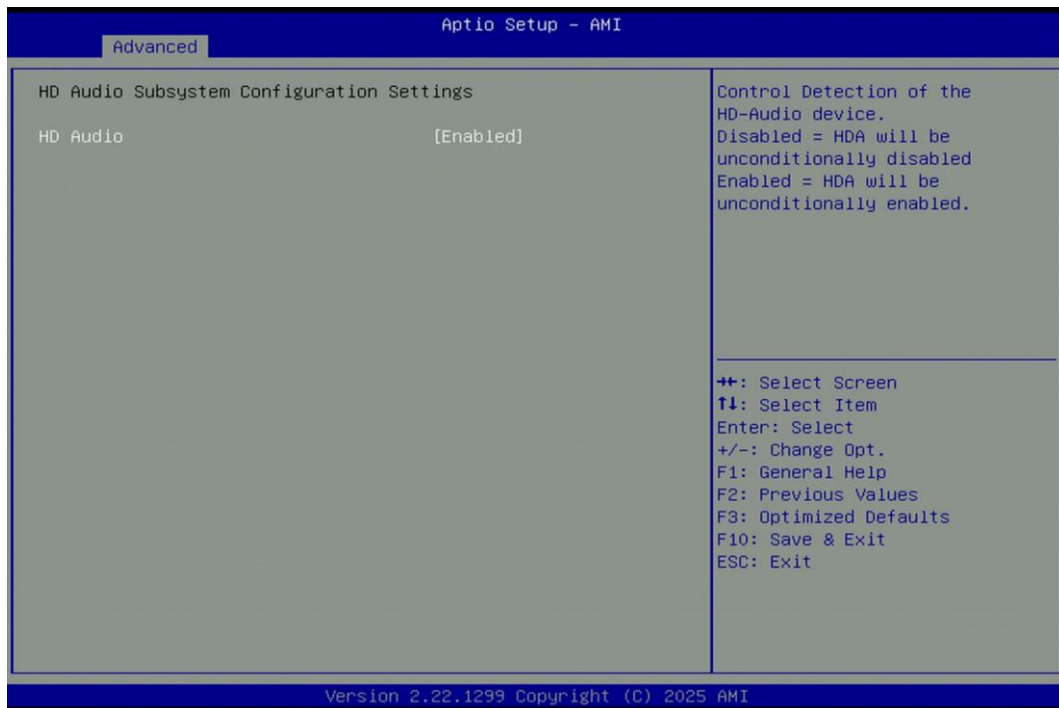 Aptio Setup – AMI
Advanced
HD Audio Subsystem Configuration Settings
HD Audio [Enabled]
Control Detection of the
HD-Audio device.
Disabled = HDA will be
unconditionally disabled
Enabled = HDA will be
unconditionally enabled.
→←: Select Screen
↑↓: Select Item
Enter: Select
+/-: Change Opt.
F1: General Help
F2: Previous Values
F3: Optimized Defaults
F10: Save & Exit
ESC: Exit
Version 2.22.1299 Copyright (C) 2025 AMI